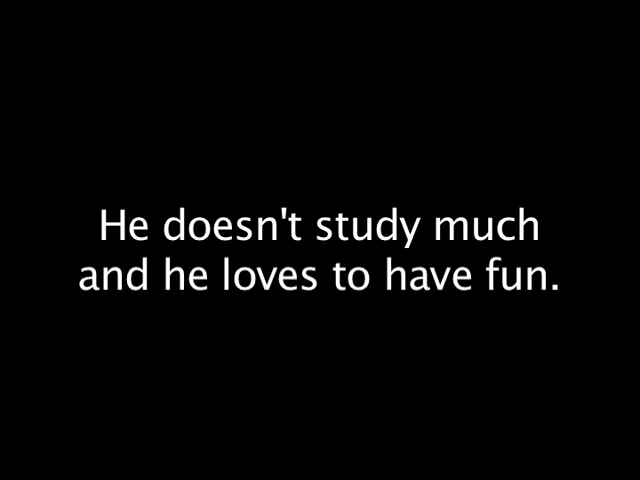 He doesn't study much
and he loves to have fun.